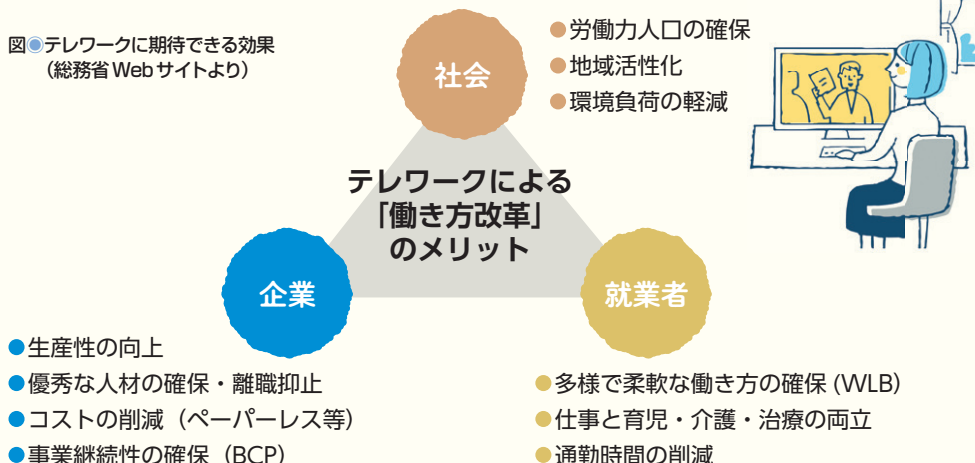 図●テレワークに期待できる効果
（総務省Webサイトより）
社会
●労働力人口の確保
●地域活性化
●環境負荷の軽減
テレワークによる
「働き方改革」
のメリット
企業
就業者
●生産性の向上
●優秀な人材の確保・離職抑止
●コストの削減（ペーパーレス等）
●事業継続性の確保（BCP）
●多様で柔軟な働き方の確保 (WLB)
●仕事と育児・介護・治療の両立
●通勤時間の削減